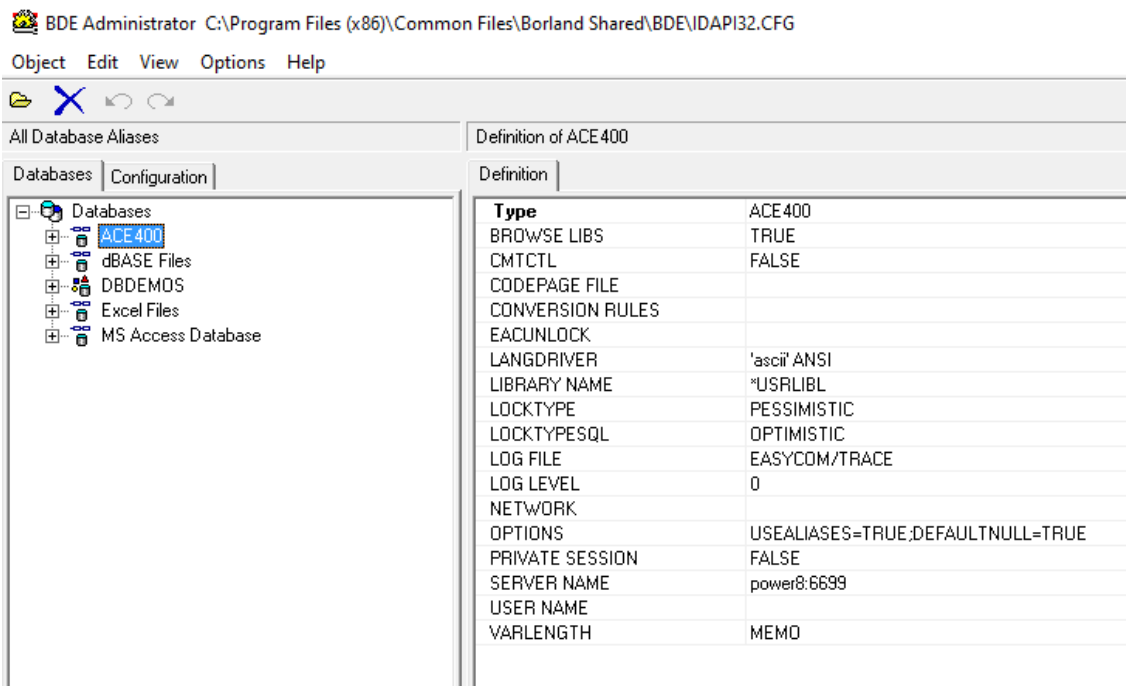 BDE Administrator C:\Program Files (x86)\Common Files\Borland Shared\BDE\IDAPI32.CFG
Object Edit View Options Help
All Database Aliases
Definition of ACE400
Databases Configuration
Definition
Databases
ACE400
dBASE Files
DBDEMOS
Excel Files
MS Access Database
Type ACE400
BROWSE LIBS TRUE
CMTCTL FALSE
CODEPAGE FILE
CONVERSION RULES
EACUNLOCK
LANGDRIVER 'ascii' ANSI
LIBRARY NAME *USRLIBL
LOCKTYPE PESSIMISTIC
LOCKTYPESQL OPTIMISTIC
LOG FILE EASYCOM/TRACE
LOG LEVEL 0
NETWORK
OPTIONS USEALIASES=TRUE;DEFAULTNULL=TRUE
PRIVATE SESSION FALSE
SERVER NAME power8:6699
USER NAME
VARLENGTH MEMO